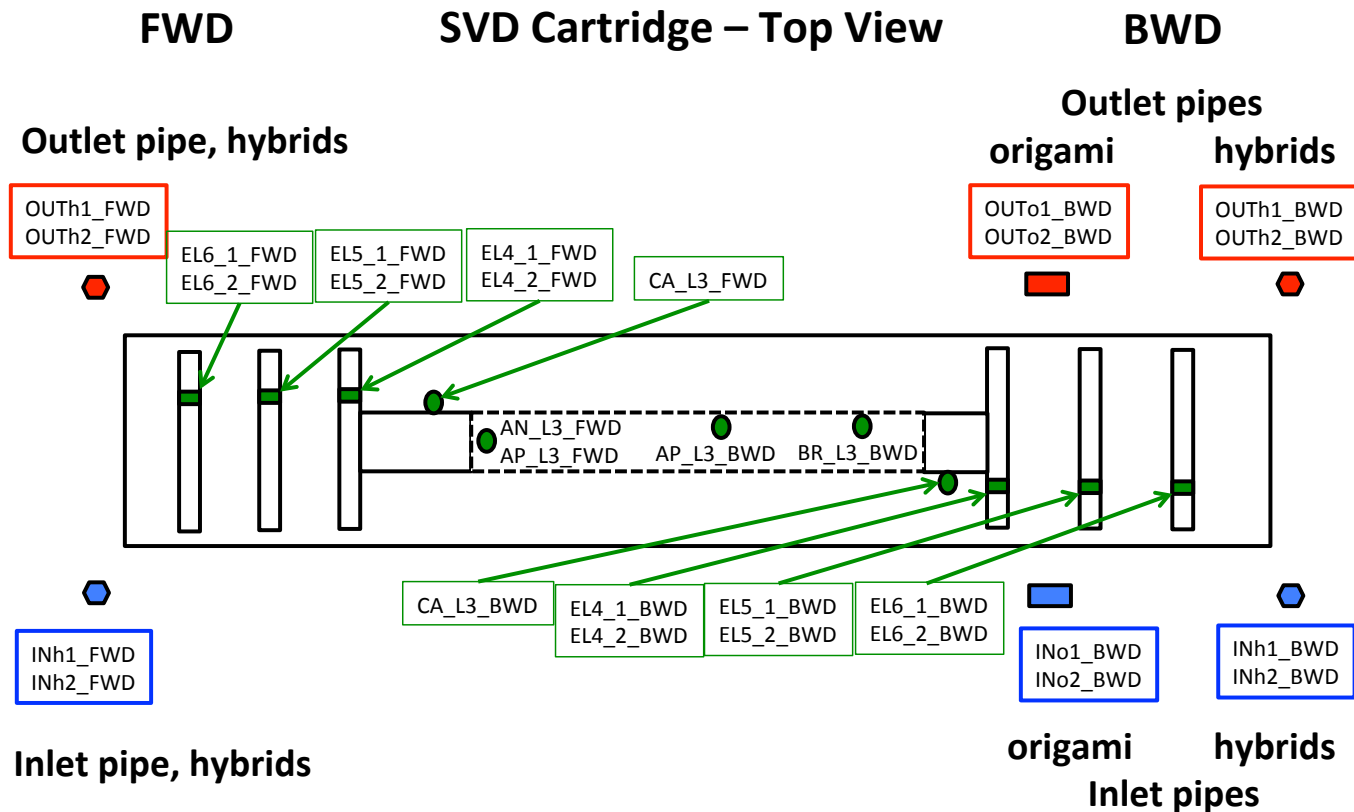 FWD
SVD Cartridge – Top View
BWD
Outlet pipes
Outlet pipe, hybrids
origami
hybrids
OUTh1_FWD
OUTh2_FWD
OUTo1_BWD
OUTo2_BWD
OUTh1_BWD
OUTh2_BWD
EL6_1_FWD
EL6_2_FWD
EL5_1_FWD
EL5_2_FWD
EL4_1_FWD
EL4_2_FWD
CA_L3_FWD
AN_L3_FWD
AP_L3_FWD
AP_L3_BWD
BR_L3_BWD
CA_L3_BWD
EL4_1_BWD
EL4_2_BWD
EL5_1_BWD
EL5_2_BWD
EL6_1_BWD
EL6_2_BWD
INh1_FWD
INh2_FWD
INo1_BWD
INo2_BWD
INh1_BWD
INh2_BWD
Inlet pipe, hybrids
origami
hybrids
Inlet pipes